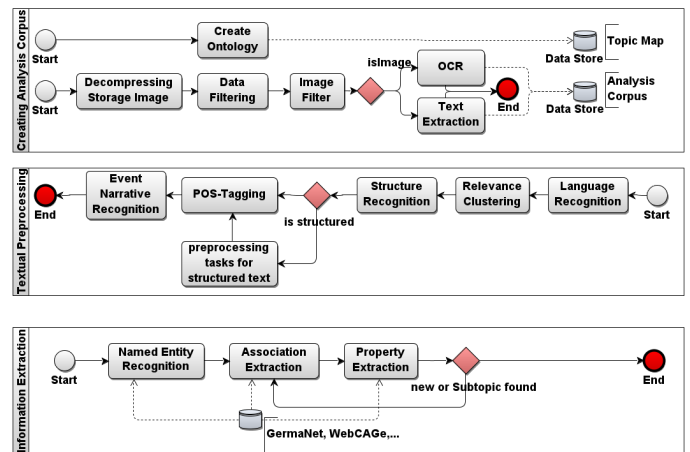 Creating Analysis Corpus
Start
Create
Ontology
Data Store
Topic Map
Start
Decompressing
Storage Image
Data
Filtering
Image
Filter
isImage
OCR
Text
Extraction
End
Data Store
Analysis
Corpus
Textual Preprocessing
End
Event
Narrative
Recognition
POS-Tagging
is structured
Structure
Recognition
Relevance
Clustering
Language
Recognition
Start
preprocessing
tasks for
structured text
Information Extraction
Start
Named Entity
Recognition
Association
Extraction
Property
Extraction
new or Subtopic found
End
GermaNet, WebCAGe,...